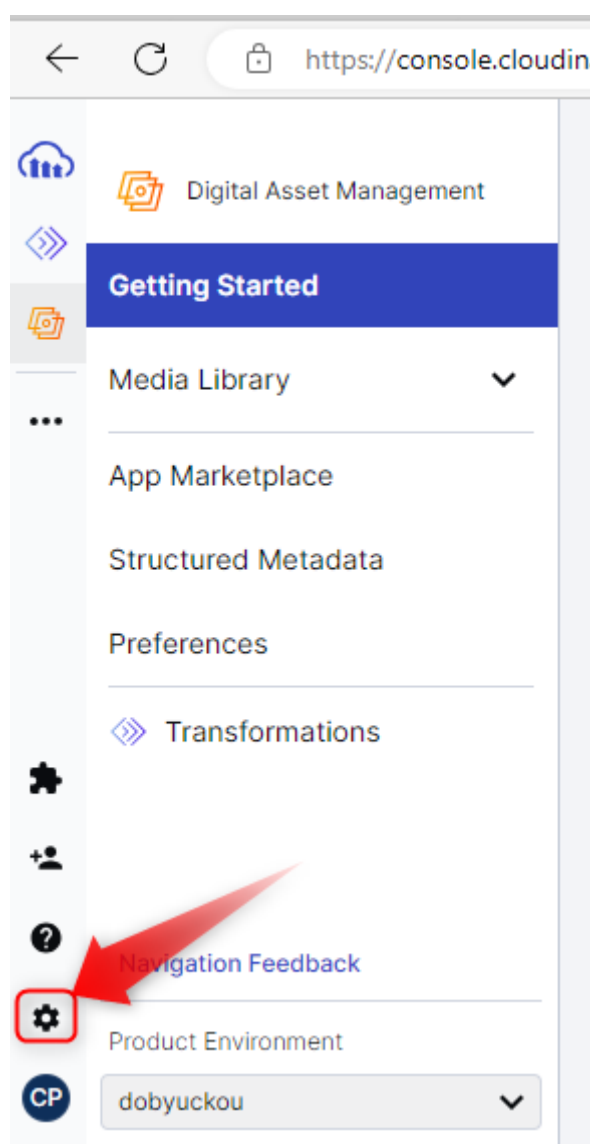 https://console.cloudin
Digital Asset Management
Getting Started
Media Library
App Marketplace
Structured Metadata
Preferences
Transformations
Navigation Feedback
Product Environment
CP
dobyuckou